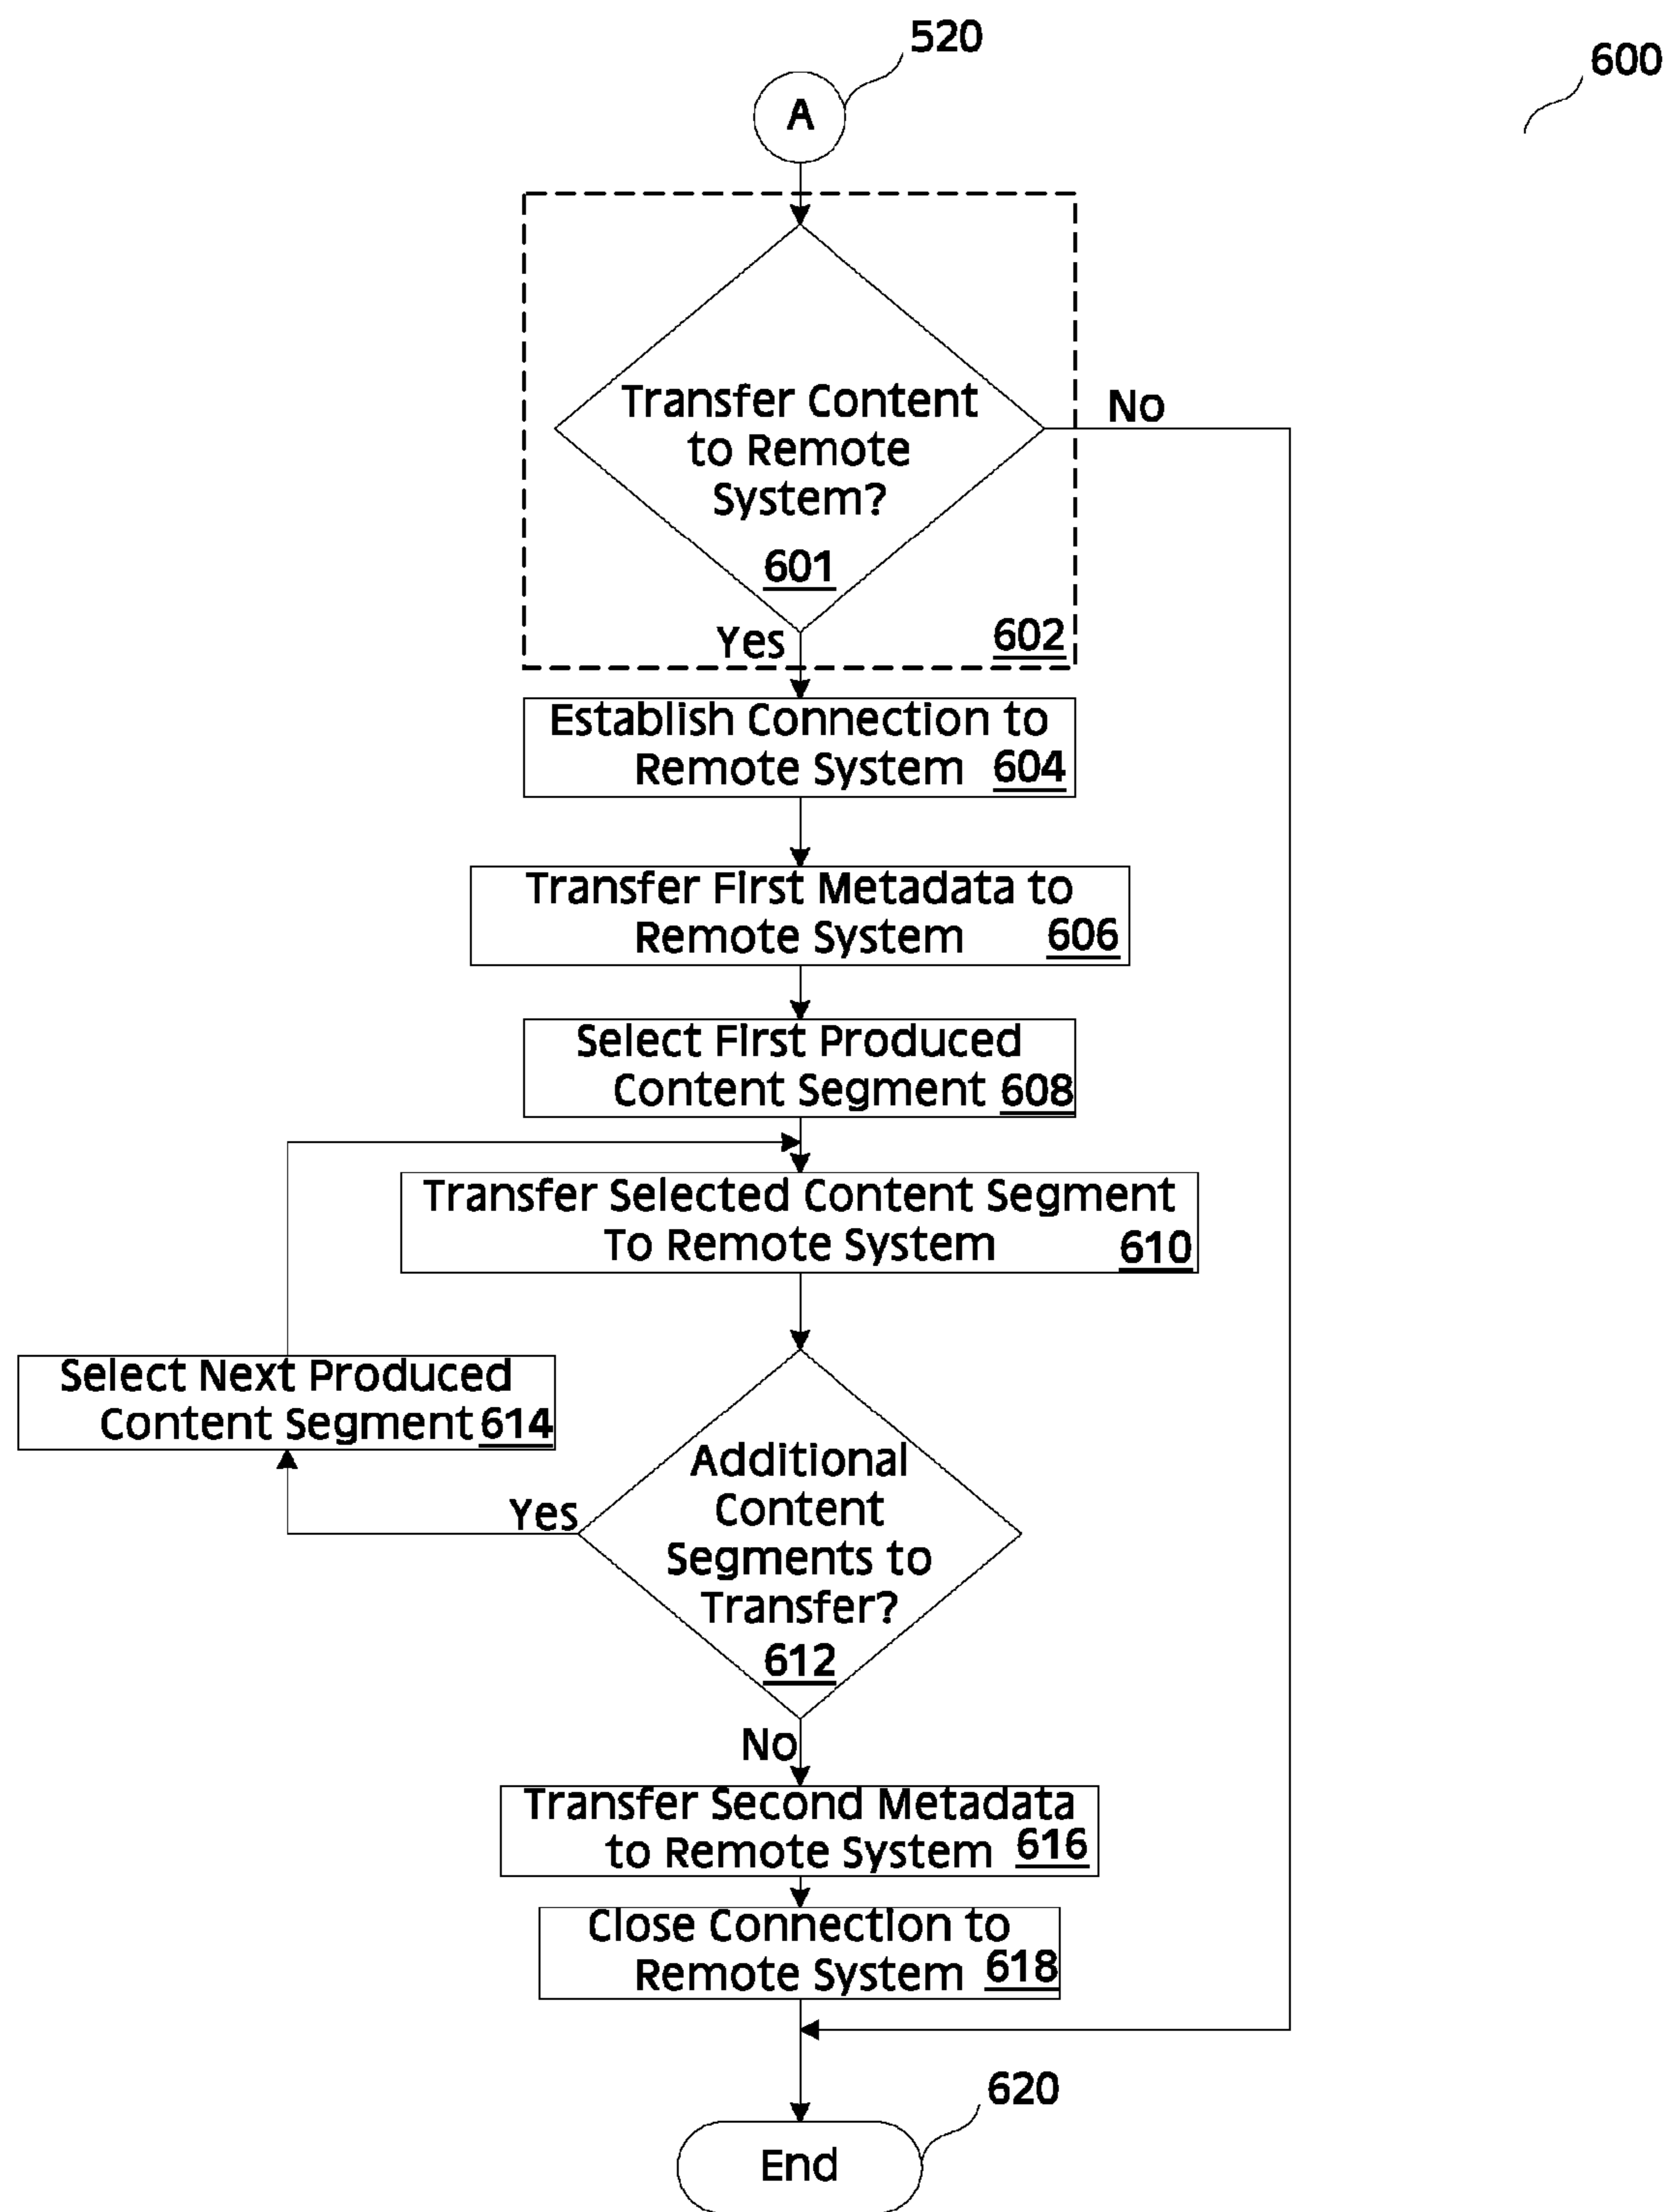 520
600
A
Transfer Content
to Remote
System?
601
No
Yes
602
Establish Connection to
Remote System 604
Transfer First Metadata to
Remote System 606
Select First Produced
Content Segment 608
Transfer Selected Content Segment
To Remote System 610
Select Next Produced
Content Segment 614
Yes
Additional
Content
Segments to
Transfer?
612
No
Transfer Second Metadata
to Remote System 616
Close Connection to
Remote System 618
620
End